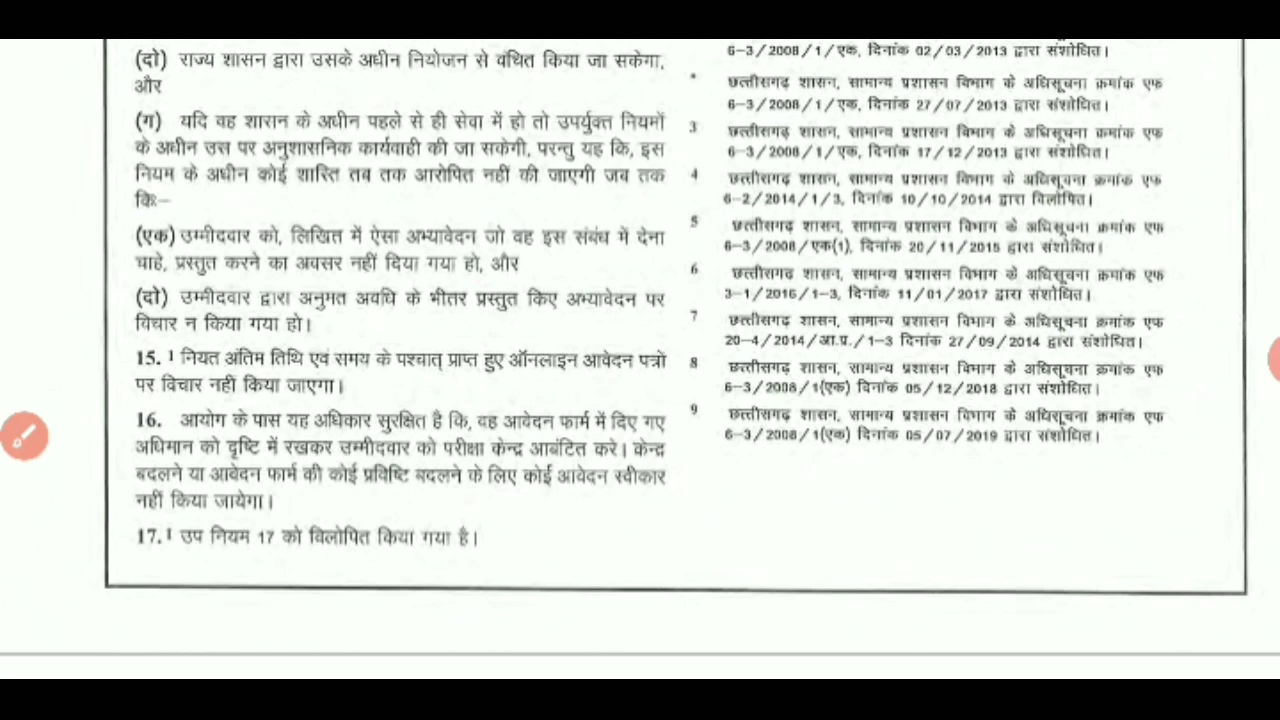 (दो) राज्य शासन द्वारा उसके अधीन नियोजन से वंचित किया जा सकेगा,
और
(ग) यदि वह शासन के अधीन पहले से ही सेवा में हो तो उपर्युक्त नियमों
के अधीन उस पर अनुशासनिक कार्यवाही की जा सकेगी, परन्तु यह कि, इस
नियम के अधीन कोई शास्ति तब तक आरोपित नहीं की जाएगी जब तक
कि:–
(एक) उम्मीदवार को, लिखित में ऐसा अभ्यावेदन जो वह इस संबंध में देना
चाहे, प्रस्तुत करने का अवसर नहीं दिया गया हो, और
(दो) उम्मीदवार द्वारा अनुमत अवधि के भीतर प्रस्तुत किए अभ्यावेदन पर
विचार न किया गया हो।
15. 1 नियत अंतिम तिथि एवं समय के पश्चात् प्राप्त हुए ऑनलाइन आवेदन पत्रो
पर विचार नहीं किया जाएगा।
16. आयोग के पास यह अधिकार सुरक्षित है कि, वह आवेदन फार्म में दिए गए
अधिमान को दृष्टि में रखकर उम्मीदवार को परीक्षा केन्द्र आबंटित करे। केन्द्र
बदलने या आवेदन फार्म की कोई प्रविष्टि बदलने के लिए कोई आवेदन स्वीकार
नहीं किया जायेगा।
17. 1 उप नियम 17 को विलोपित किया गया है।
6–3/2008/1/एक, दिनांक 02/03/2013 द्वारा संशोधित।
* छत्तीसगढ़ शासन, सामान्य प्रशासन विभाग के अधिसूचना क्रमांक एफ
6–3/2008/1/एक, दिनांक 27/07/2013 द्वारा संशोधित।
3 छत्तीसगढ़ शासन, सामान्य प्रशासन विभाग के अधिसूचना क्रमांक एफ
6–3/2008/1/एक, दिनांक 17/12/2013 द्वारा संशोधित।
4 छत्तीसगढ़ शासन, सामान्य प्रशासन विभाग के अधिसूचना क्रमांक एफ
6–2/2014/1/3, दिनांक 10/10/2014 द्वारा विलोपित।
5 छत्तीसगढ़ शासन, सामान्य प्रशासन विभाग के अधिसूचना क्रमांक एफ
6–3/2008/एक(1), दिनांक 20/11/2015 द्वारा संशोधित।
6 छत्तीसगढ़ शासन, सामान्य प्रशासन विभाग के अधिसूचना क्रमांक एफ
3–1/2016/1–3, दिनांक 11/01/2017 द्वारा संशोधित।
7 छत्तीसगढ़ शासन, सामान्य प्रशासन विभाग के अधिसूचना क्रमांक एफ
20–4/2014/आ.प्र./1–3 दिनांक 27/09/2014 द्वारा संशोधित।
8 छत्तीसगढ़ शासन, सामान्य प्रशासन विभाग के अधिसूचना क्रमांक एफ
6–3/2008/1(एक) दिनांक 05/12/2018 द्वारा संशोधित।
9 छत्तीसगढ़ शासन, सामान्य प्रशासन विभाग के अधिसूचना क्रमांक एफ
6–3/2008/1(एक) दिनांक 05/07/2019 द्वारा संशोधित।